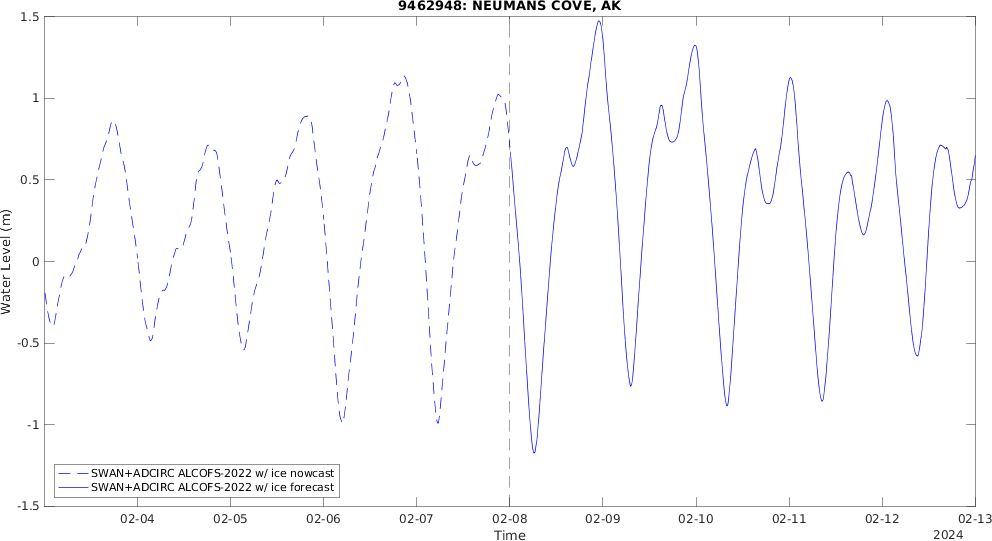 9462948: NEUMANS COVE, AK
Water Level (m)
1.5
1
0.5
0
-0.5
-1
-1.5
SWAN+ADCIRC ALCOFS-2022 w/ ice nowcast
SWAN+ADCIRC ALCOFS-2022 w/ ice forecast
02-04 02-05 02-06 02-07 02-08 02-09 02-10 02-11 02-12 02-13
Time
2024